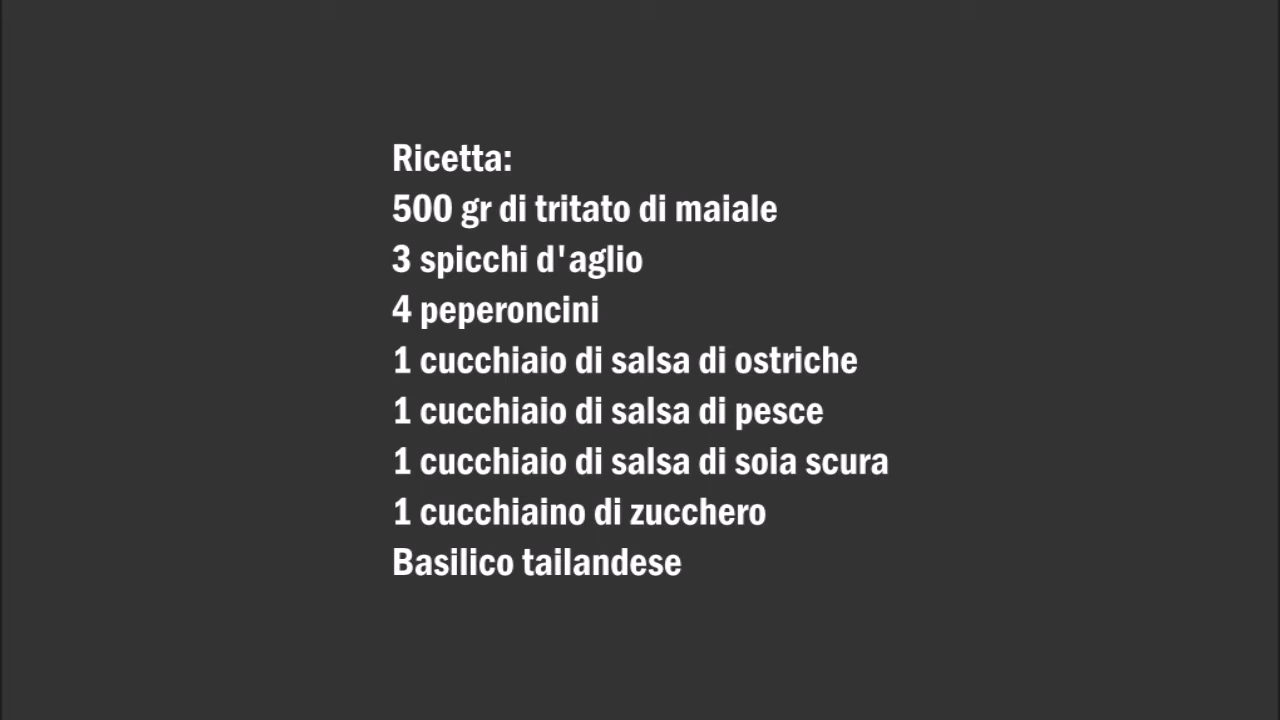 Ricetta:
500 gr di tritato di maiale
3 spicchi d'aglio
4 peperoncini
1 cucchiaio di salsa di ostriche
1 cucchiaio di salsa di pesce
1 cucchiaio di salsa di soia scura
1 cucchiaino di zucchero
Basilico tailandese